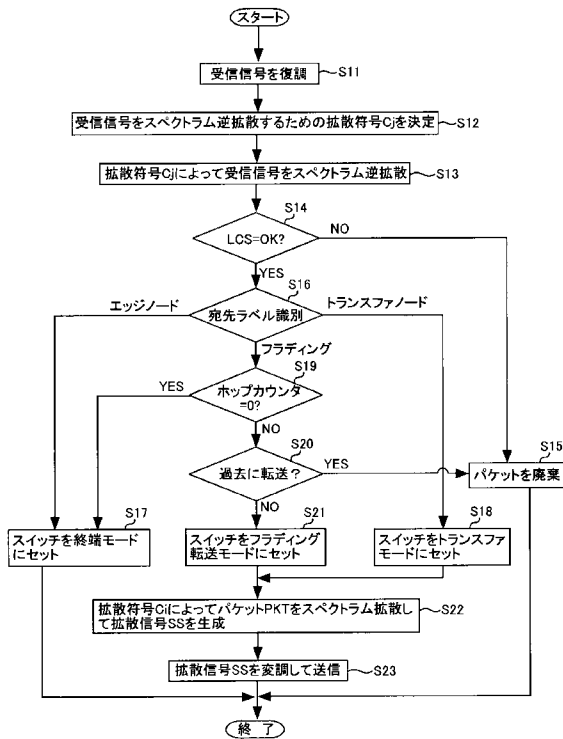 スタート
受信信号を復調
S11
受信信号をスペクトラム逆拡散するための拡散符号Cjを決定
S12
拡散符号Cjによって受信信号をスペクトラム逆拡散
S13
S14
LCS=OK?
NO
YES
S16
エッジノード
宛先ラベル識別
トランスファノード
フラディング
S19
YES
ホップカウンタ
=0?
NO
S20
過去に転送？
YES
S15
パケットを廃棄
NO
S17
スイッチを終端モード
にセット
S21
スイッチをフラディング
転送モードにセット
S18
スイッチをトランスファ
モードにセット
拡散符号CiによってパケットPKTをスペクトラム拡散し
て拡散信号SSを生成
S22
拡散信号SSを変調して送信
S23
終 了